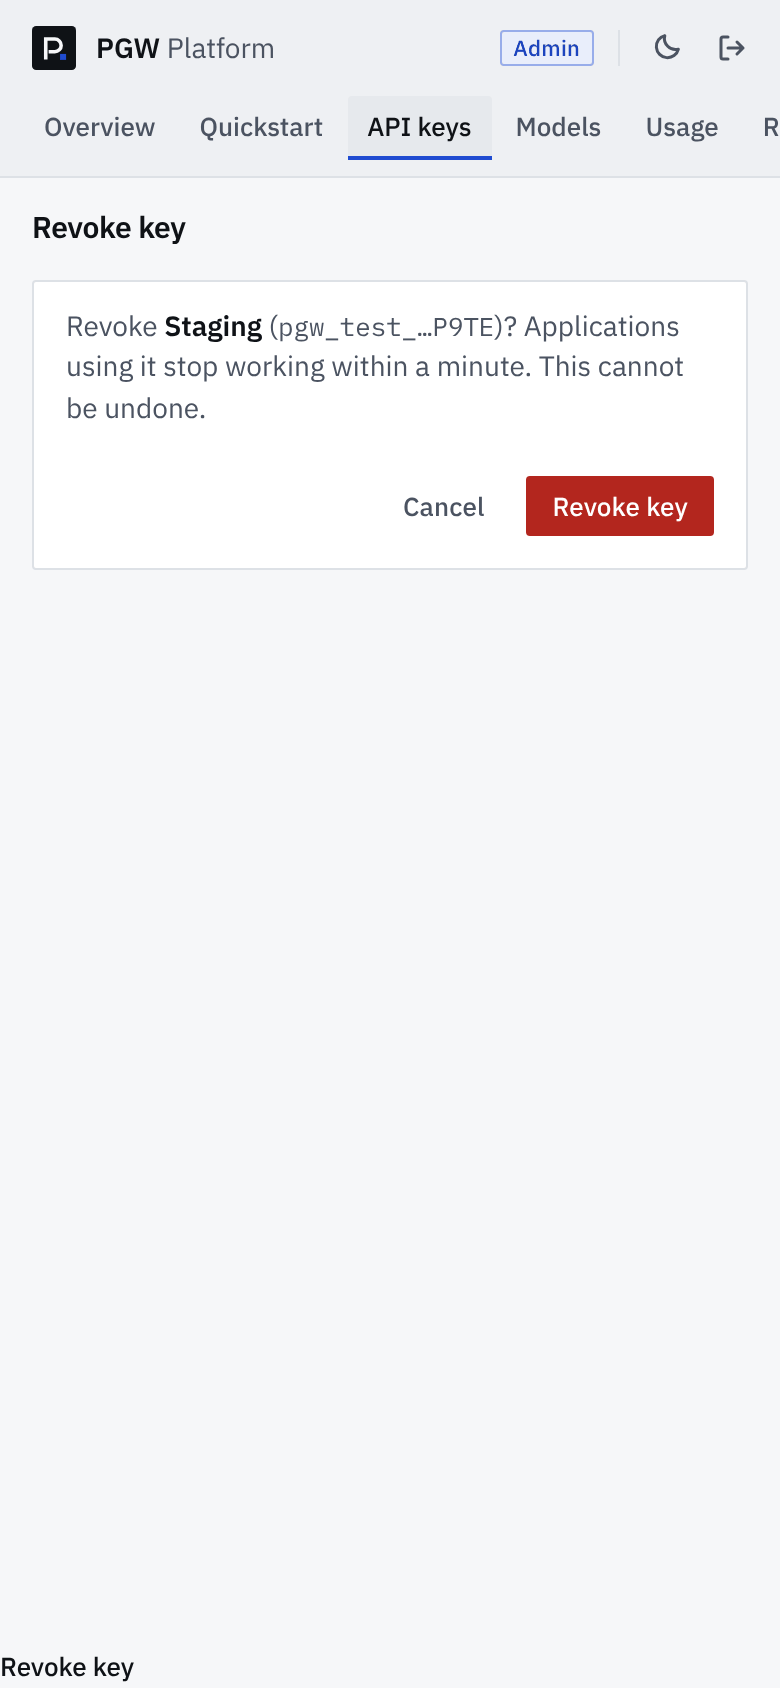 P.
PGW Platform
Admin
Overview
Quickstart
API keys
Models
Usage
R
Revoke key
Revoke Staging (pgw_test_…P9TE)? Applications
using it stop working within a minute. This cannot
be undone.
Cancel
Revoke key
Revoke key